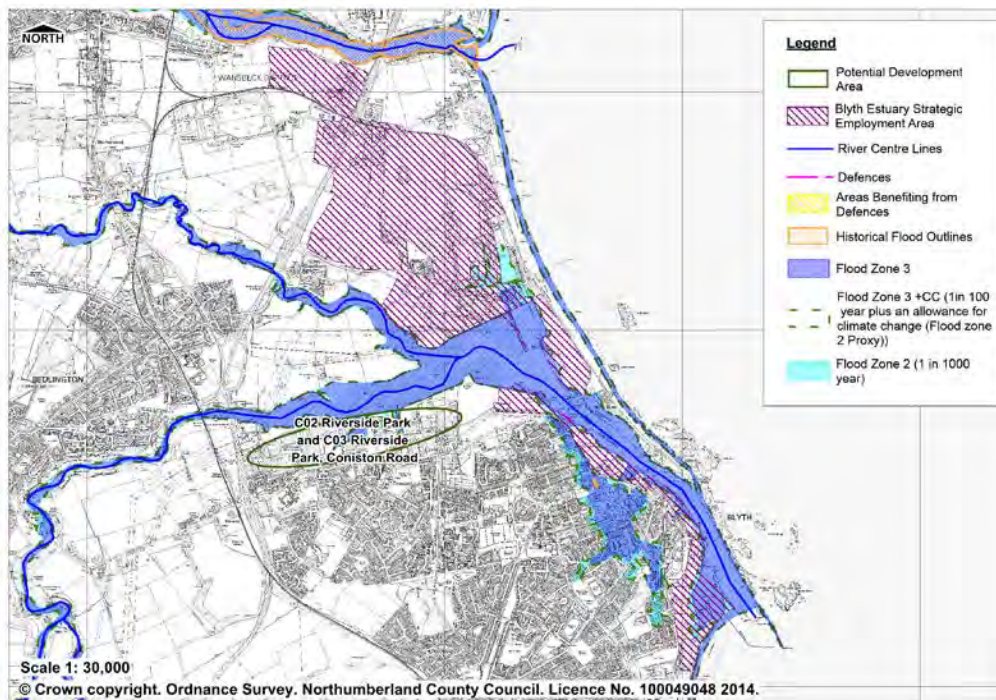 NORTH
WANSBECK DISTRICT
BEDLINGTON
C02 Riverside Park
and C03 Riverside
Park, Coniston Road
BLYTH
Scale 1: 30,000
© Crown copyright. Ordnance Survey. Northumberland County Council. Licence No. 100049048 2014.
Legend
Potential Development
Area
Blyth Estuary Strategic
Employment Area
River Centre Lines
Defences
Areas Benefiting from
Defences
Historical Flood Outlines
Flood Zone 3
Flood Zone 3 +CC (1in 100
year plus an allowance for
climate change (Flood zone
2 Proxy))
Flood Zone 2 (1 in 1000
year)